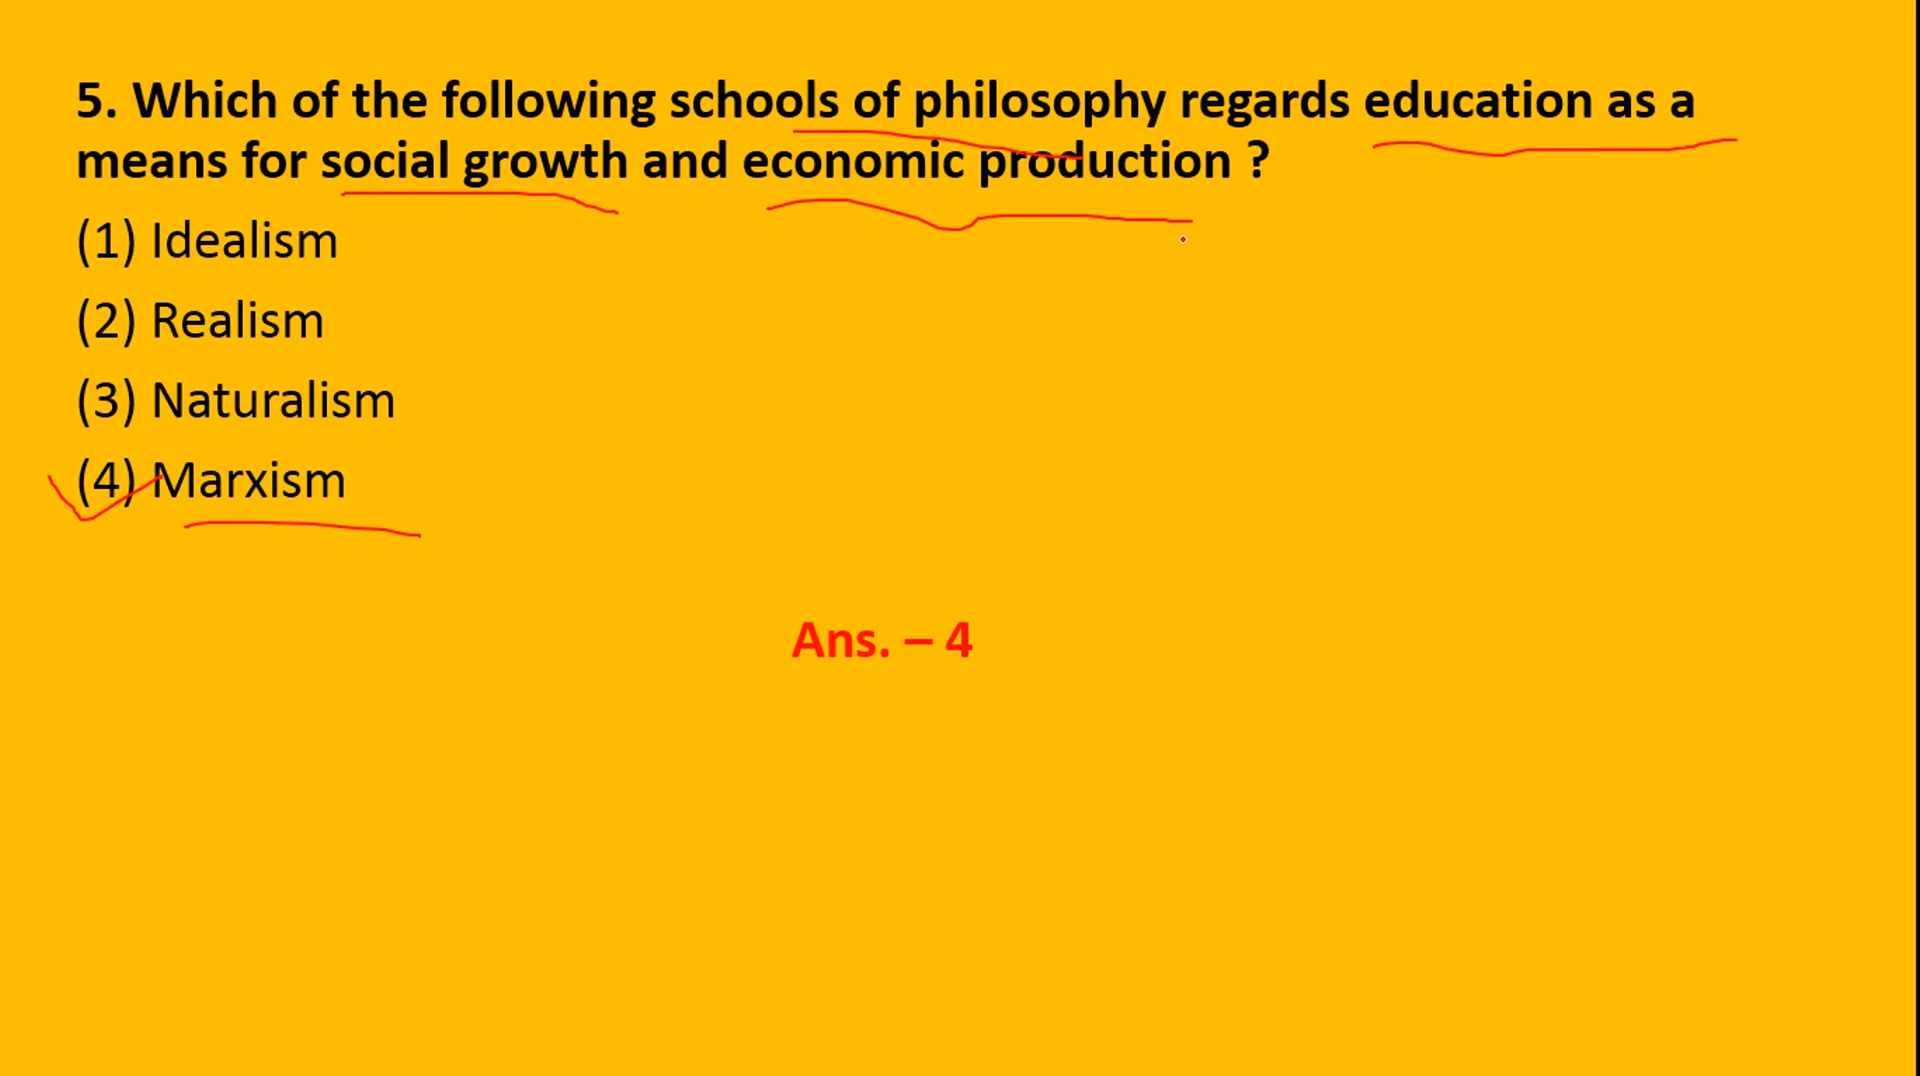 5. Which of the following schools of philosophy regards education as a
means for social growth and economic production ?
(1) Idealism
(2) Realism
(3) Naturalism
(4) Marxism
Ans. – 4